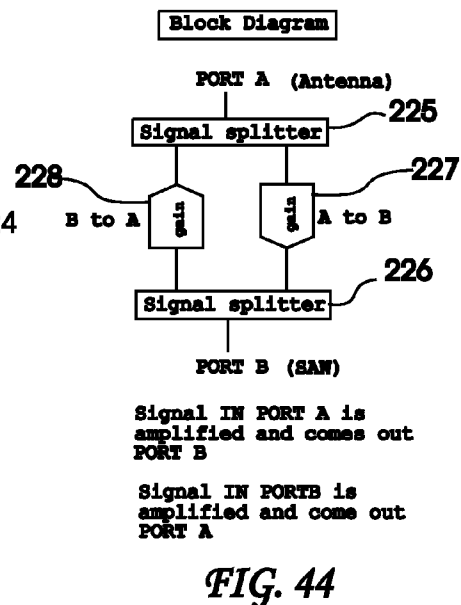 Block Diagram
PORT A (Antenna)
225
Signal splitter
228
227
4
B to A
gain
gain
A to B
226
Signal splitter
PORT B (SAW)
Signal IN PORT A is
amplified and comes out
PORT B
Signal IN PORTB is
amplified and come out
PORT A
FIG. 44